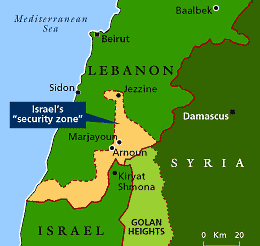 Mediterranean
Sea
Baalbek
Beirut
LEBANON
Sidon
Jezzine
Israel's
"security zone"
Damascus
Marjayoun
Arnoun
SYRIA
Kiryat
Shmona
ISRAEL
GOLAN
HEIGHTS
0 Km 20